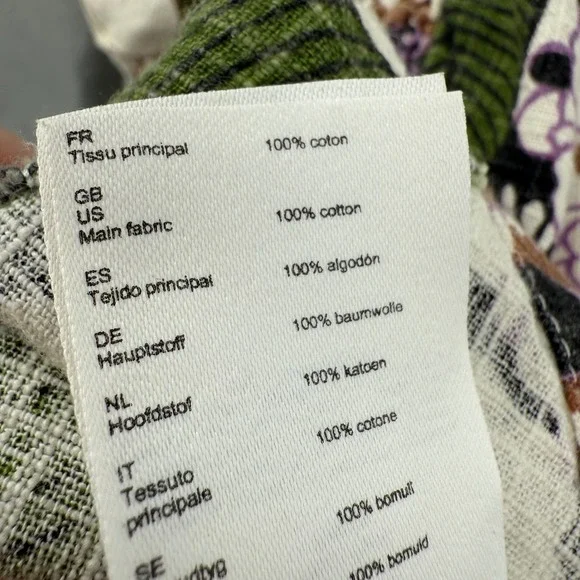 FR
Tissu principal 100% coton
GB
US
Main fabric 100% cotton
ES
Tejido principal 100% algodón
DE
Hauptstoff 100% baumwolle
NL
Hoofdstof 100% katoen
IT
Tessuto
principale 100% cotone
SE 100% bomull
100% bomuld